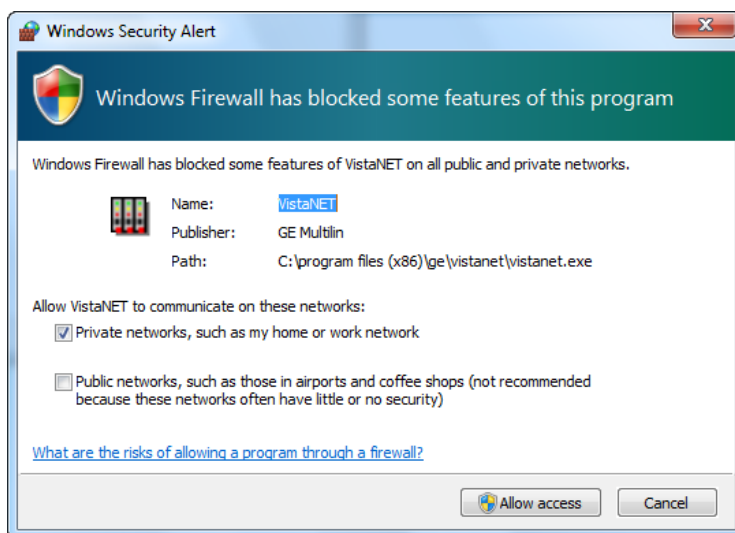 Windows Security Alert
Windows Firewall has blocked some features of this program
Windows Firewall has blocked some features of VistaNET on all public and private networks.
Name: VistaNET
Publisher: GE Multilin
Path: C:\program files (x86)\ge\vistanet\vistanet.exe
Allow VistaNET to communicate on these networks:
Private networks, such as my home or work network
Public networks, such as those in airports and coffee shops (not recommended
because these networks often have little or no security)
What are the risks of allowing a program through a firewall?
Allow access Cancel